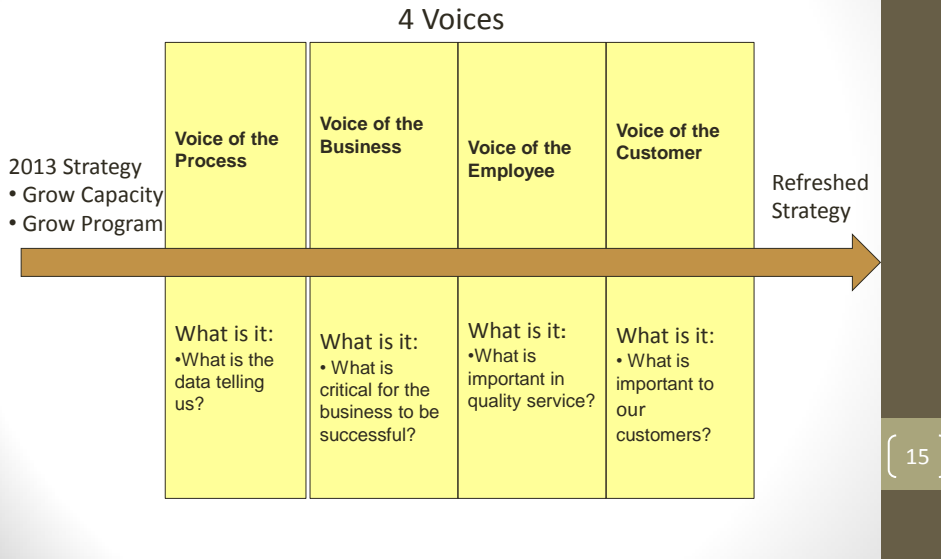 4 Voices
2013 Strategy
• Grow Capacity
• Grow Program
Voice of the
Process
Voice of the
Business
Voice of the
Employee
Voice of the
Customer
Refreshed
Strategy
What is it:
•What is the
data telling
us?
What is it:
• What is
critical for the
business to be
successful?
What is it:
•What is
important in
quality service?
What is it:
• What is
important to
our
customers?
15